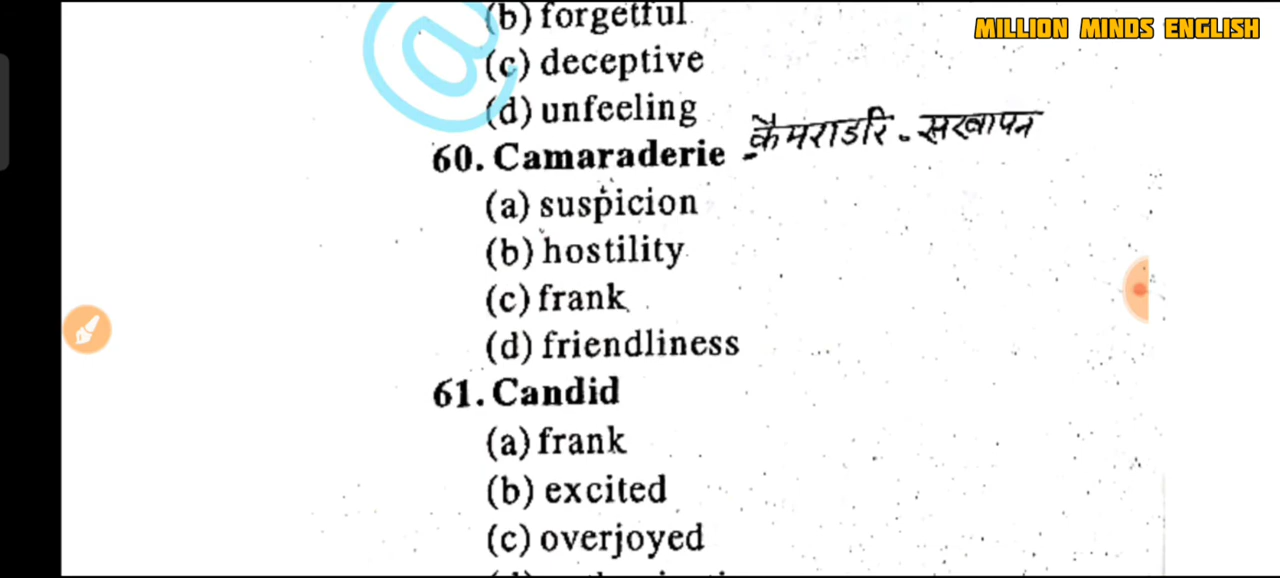 (b) forgetful
MILLION MINDS ENGLISH
(c) deceptive
(d) unfeeling
60. Camaraderie -कैमराडरि - सखापन
(a) suspicion
(b) hostility
(c) frank
(d) friendliness
61. Candid
(a) frank
(b) excited
(c) overjoyed